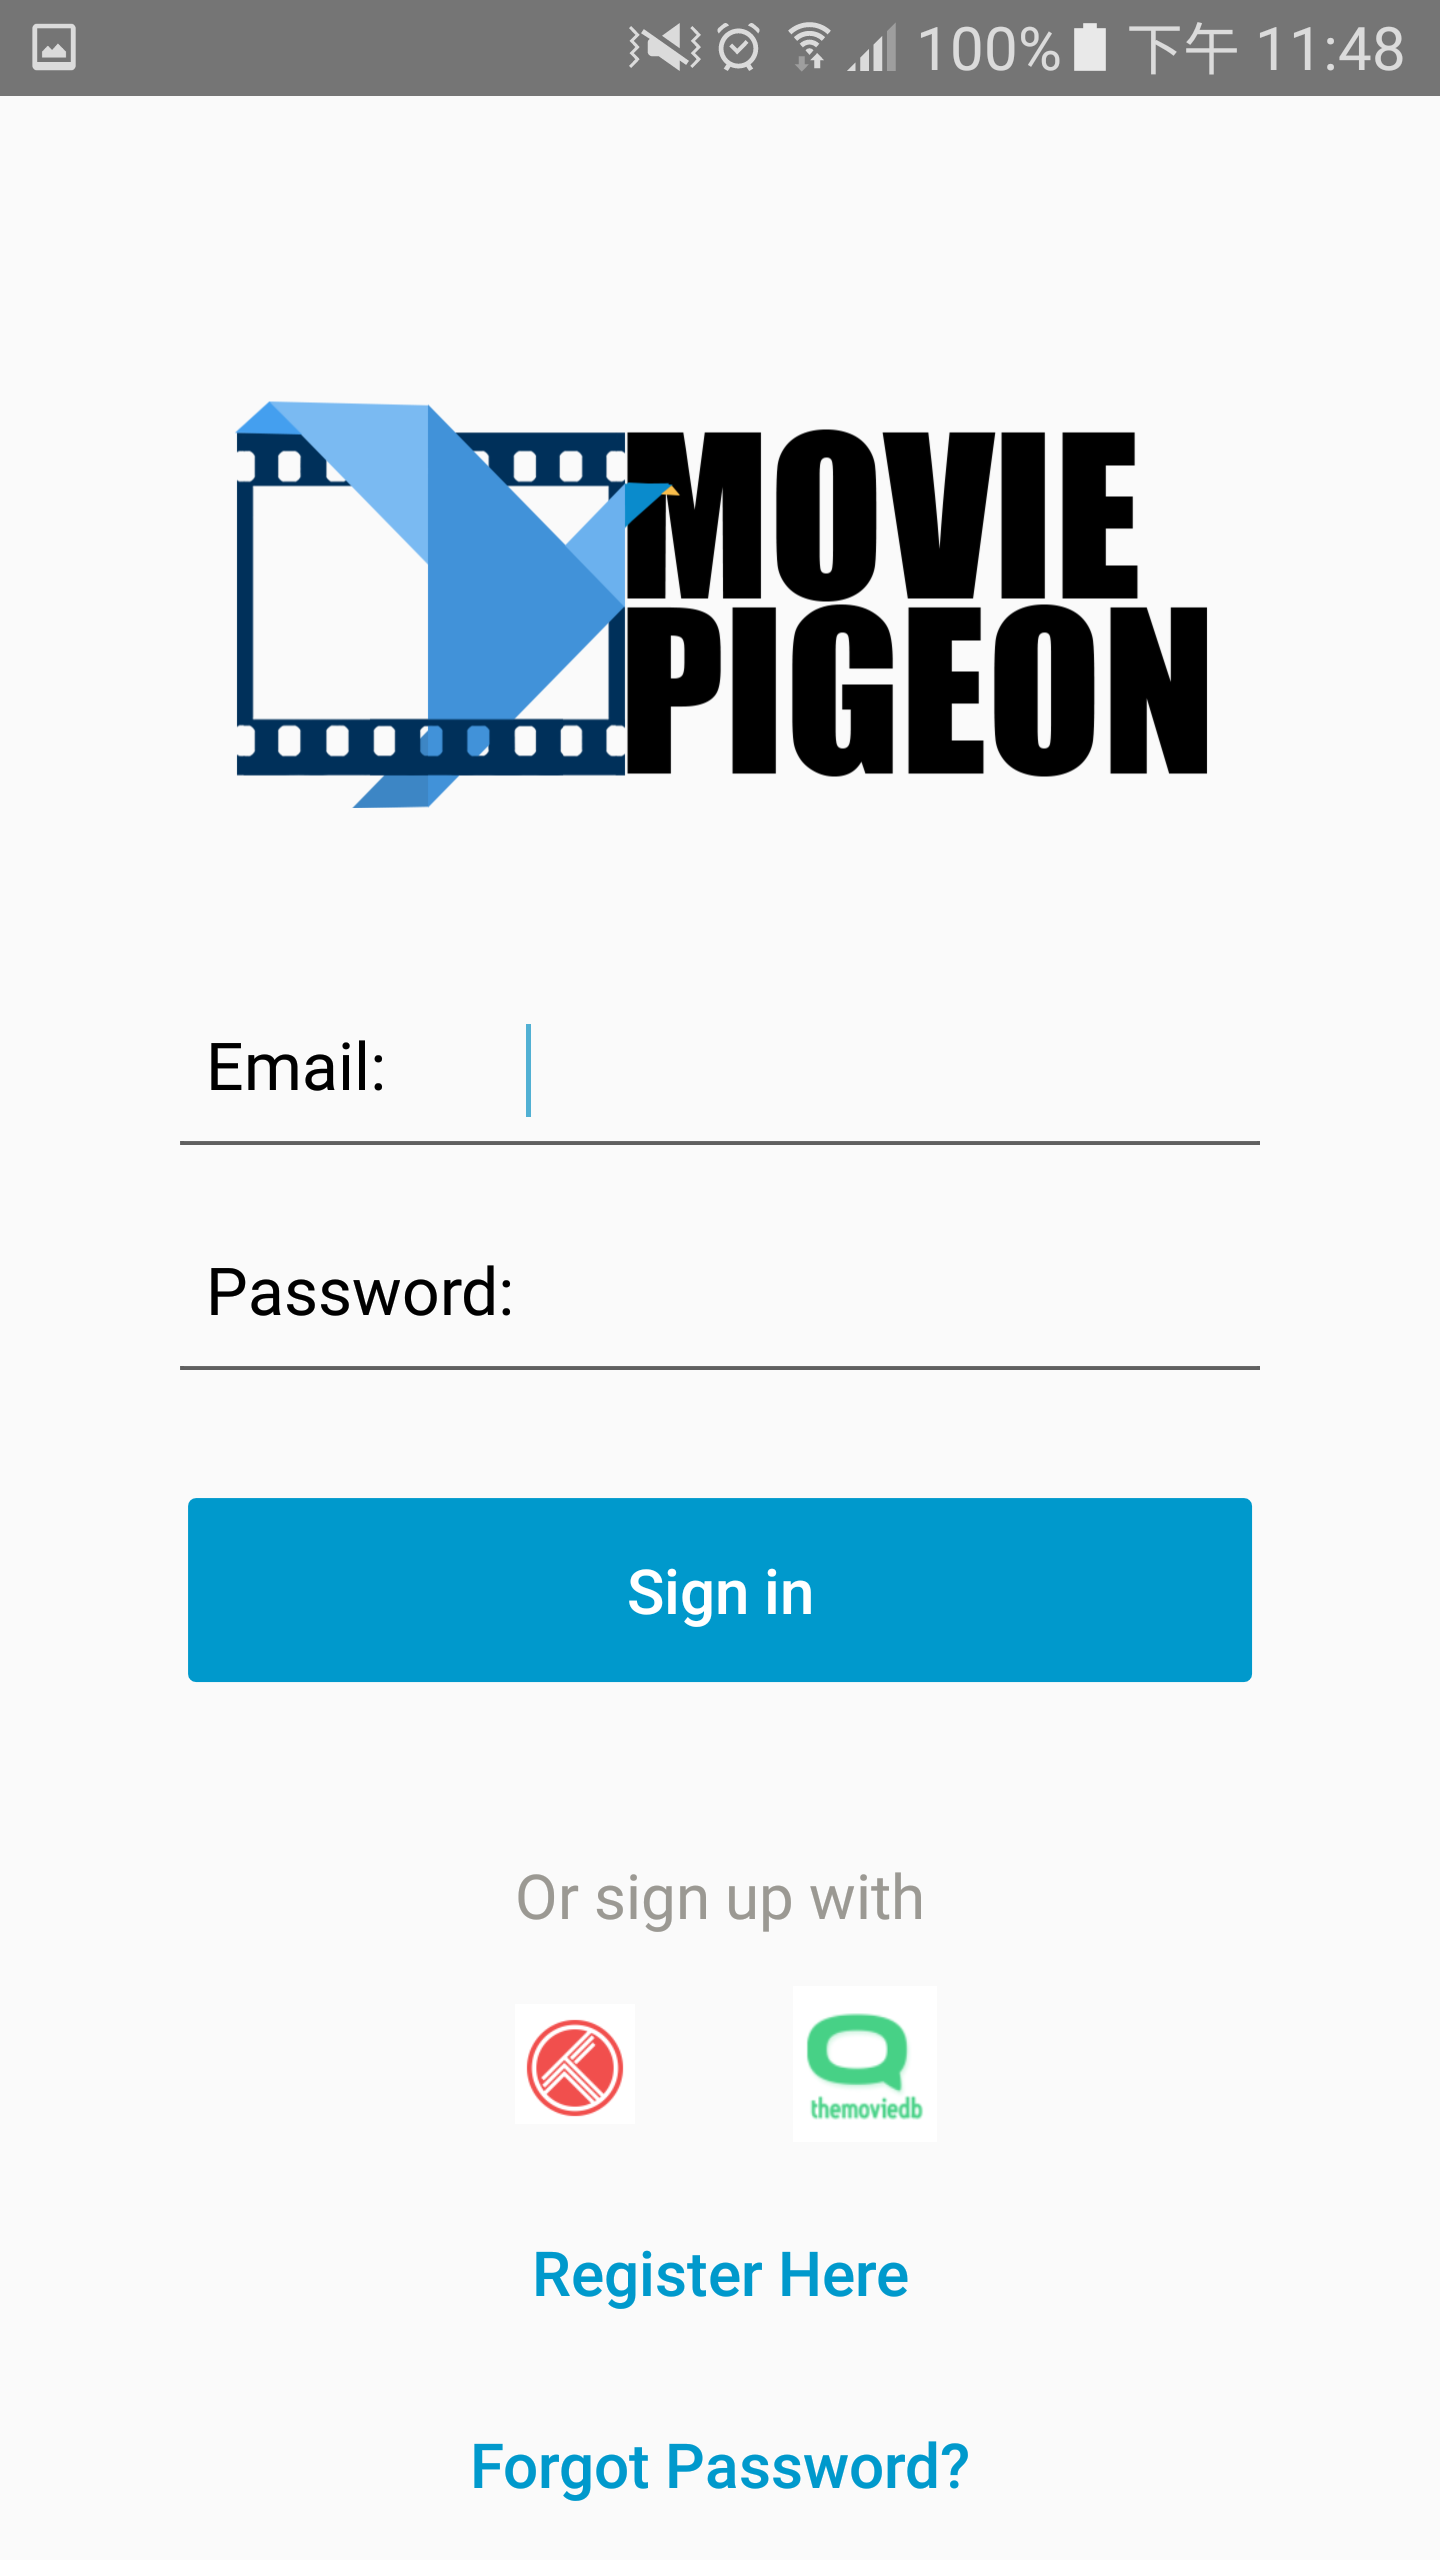 100% 下午 11:48
MOVIE
PIGEON
Email:
Password:
Sign in
Or sign up with
themoviedb
Register Here
Forgot Password?